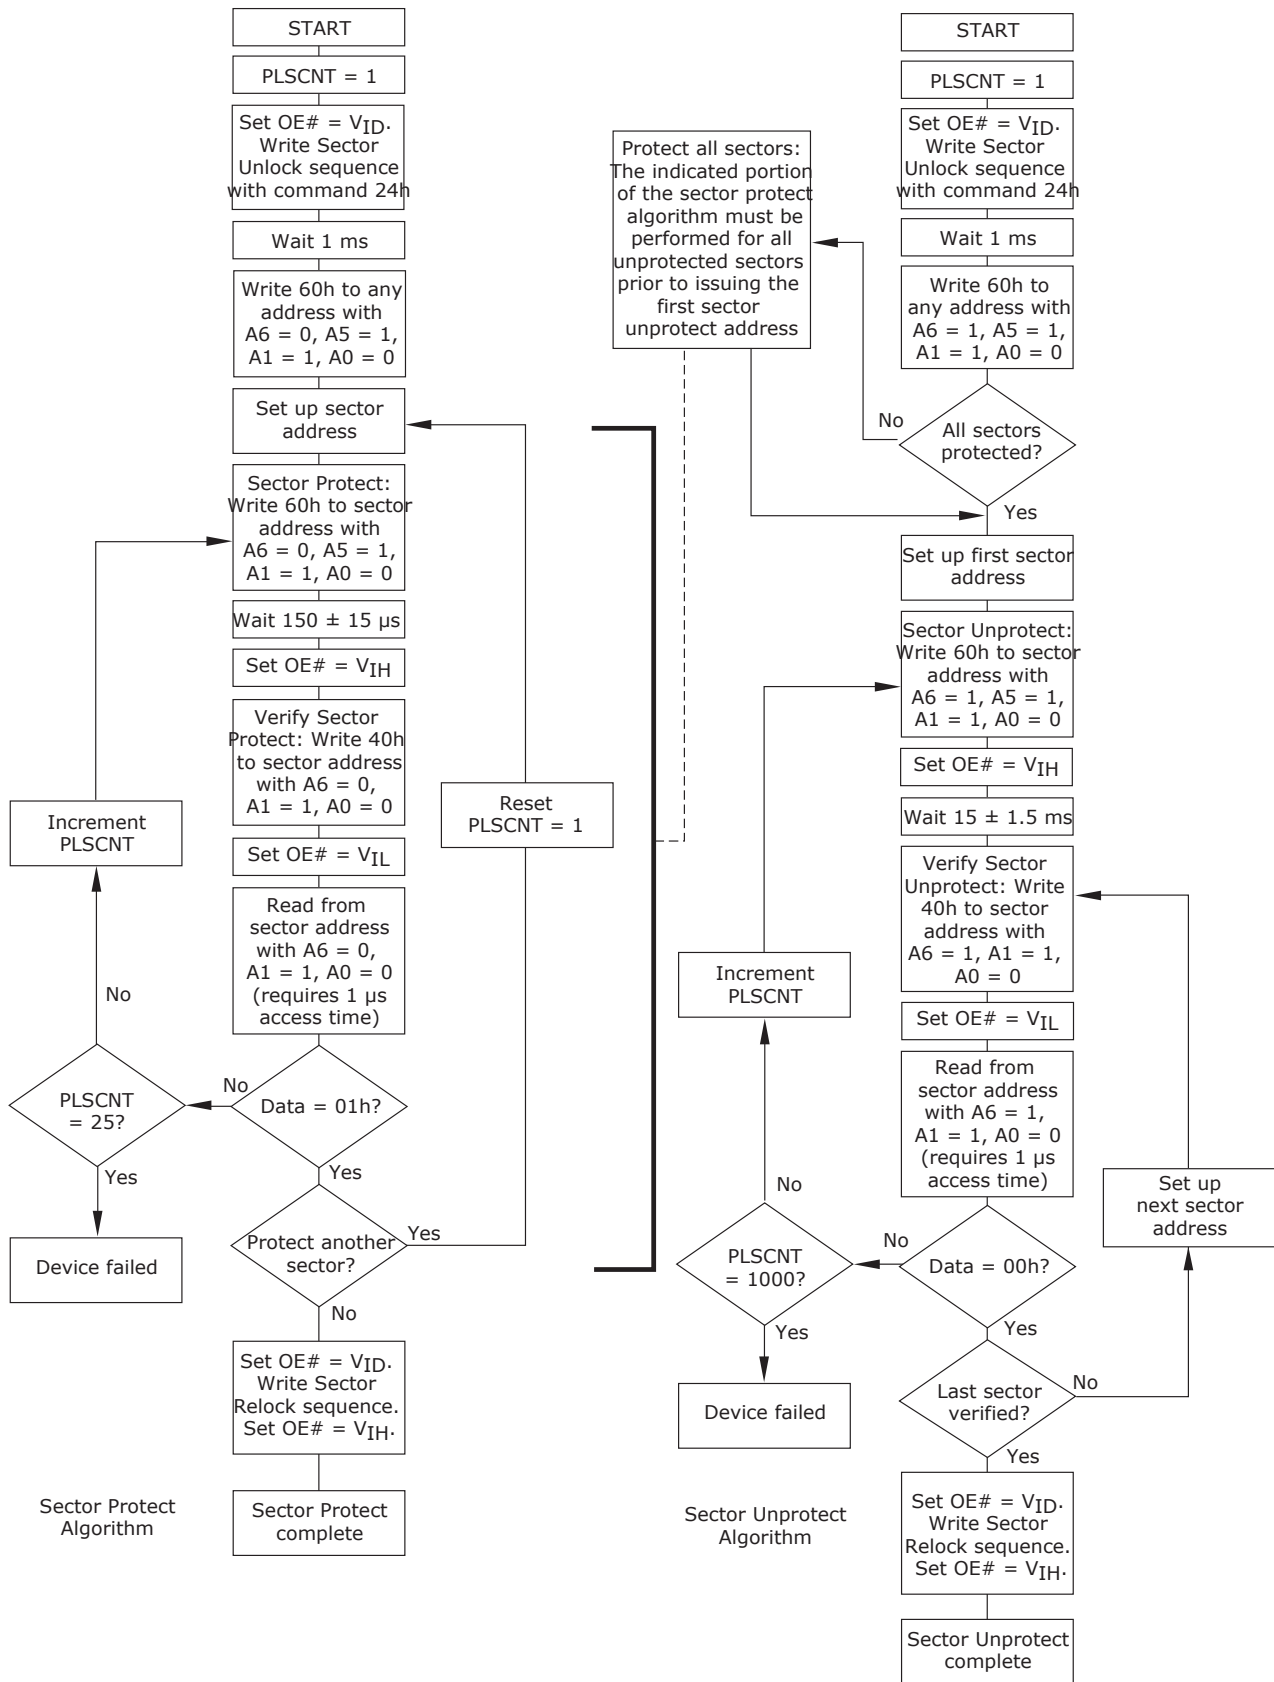 START
PLSCNT = 1
Set OE# = VID.
Write Sector
Unlock sequence
with command 24h
Wait 1 ms
Write 60h to any
address with
A6 = 0, A5 = 1,
A1 = 1, A0 = 0
Set up sector
address
Sector Protect:
Write 60h to sector
address with
A6 = 0, A5 = 1,
A1 = 1, A0 = 0
Wait 150 ± 15 µs
Set OE# = VIH
Verify Sector
Protect: Write 40h
to sector address
with A6 = 0,
A1 = 1, A0 = 0
Set OE# = VIL
Read from
sector address
with A6 = 0,
A1 = 1, A0 = 0
(requires 1 µs
access time)
Data = 01h?
No
PLSCNT
= 25?
No
Increment
PLSCNT
Yes
Device failed
Yes
Protect another
sector?
Yes
Reset
PLSCNT = 1
No
Set OE# = VID.
Write Sector
Relock sequence.
Set OE# = VIH.
Sector Protect
complete
Sector Protect
Algorithm
START
PLSCNT = 1
Set OE# = VID.
Write Sector
Unlock sequence
with command 24h
Wait 1 ms
Write 60h to
any address with
A6 = 1, A5 = 1,
A1 = 1, A0 = 0
All sectors
protected?
No
Protect all sectors:
The indicated portion
of the sector protect
algorithm must be
performed for all
unprotected sectors
prior to issuing the
first sector
unprotect address
Yes
Set up first sector
address
Sector Unprotect:
Write 60h to sector
address with
A6 = 1, A5 = 1,
A1 = 1, A0 = 0
Set OE# = VIH
Wait 15 ± 1.5 ms
Verify Sector
Unprotect: Write
40h to sector
address with
A6 = 1, A1 = 1,
A0 = 0
Set OE# = VIL
Read from
sector address
with A6 = 1,
A1 = 1, A0 = 0
(requires 1 µs
access time)
Data = 00h?
No
PLSCNT
= 1000?
No
Increment
PLSCNT
Yes
Device failed
Yes
Last sector
verified?
No
Set up
next sector
address
Yes
Set OE# = VID.
Write Sector
Relock sequence.
Set OE# = VIH.
Sector Unprotect
complete
Sector Unprotect
Algorithm